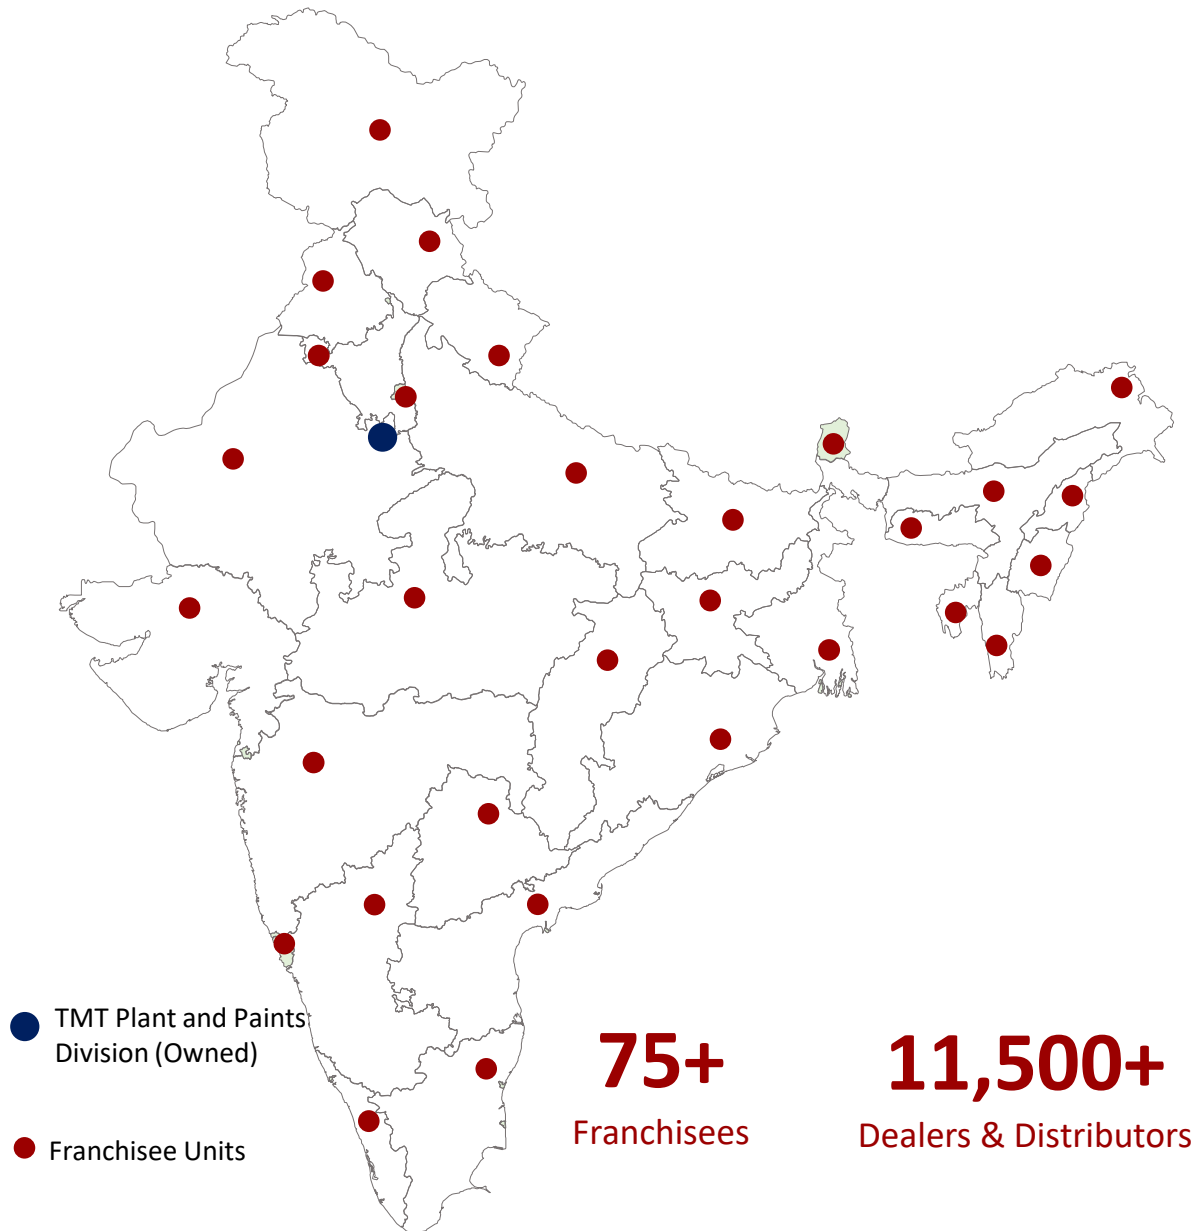 TMT Plant and Paints
Division (Owned)
Franchisee Units
75+
Franchisees
11,500+
Dealers & Distributors